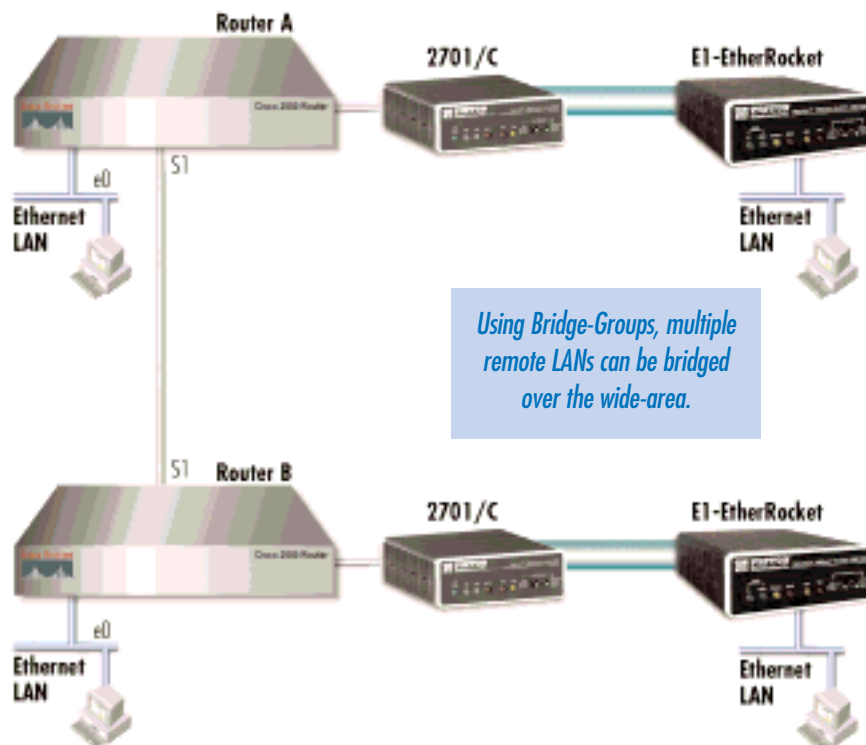 Router A
2701/C
E1-EtherRocket
S1
e0
Ethernet
LAN
Ethernet
LAN
Using Bridge-Groups, multiple
remote LANs can be bridged
over the wide-area.
S1
Router B
2701/C
E1-EtherRocket
e0
Ethernet
LAN
Ethernet
LAN